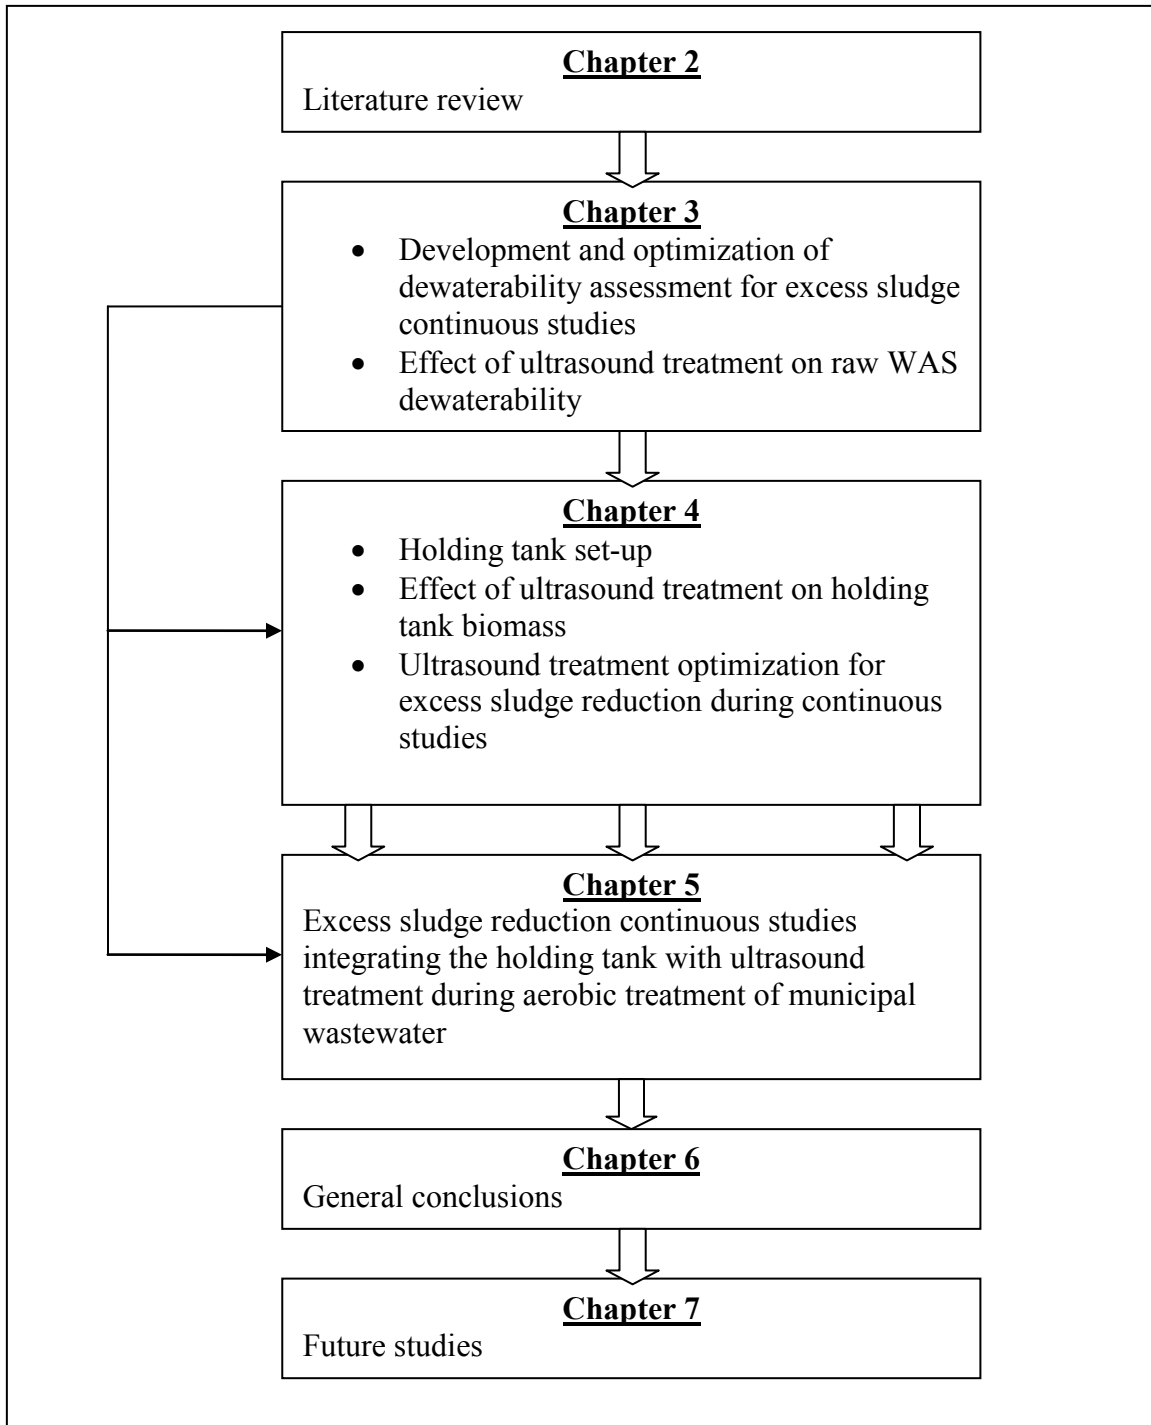 Chapter 2
Literature review
Chapter 3
• Development and optimization of
dewaterability assessment for excess sludge
continuous studies
• Effect of ultrasound treatment on raw WAS
dewaterability
Chapter 4
• Holding tank set-up
• Effect of ultrasound treatment on holding
tank biomass
• Ultrasound treatment optimization for
excess sludge reduction during continuous
studies
Chapter 5
Excess sludge reduction continuous studies
integrating the holding tank with ultrasound
treatment during aerobic treatment of municipal
wastewater
Chapter 6
General conclusions
Chapter 7
Future studies